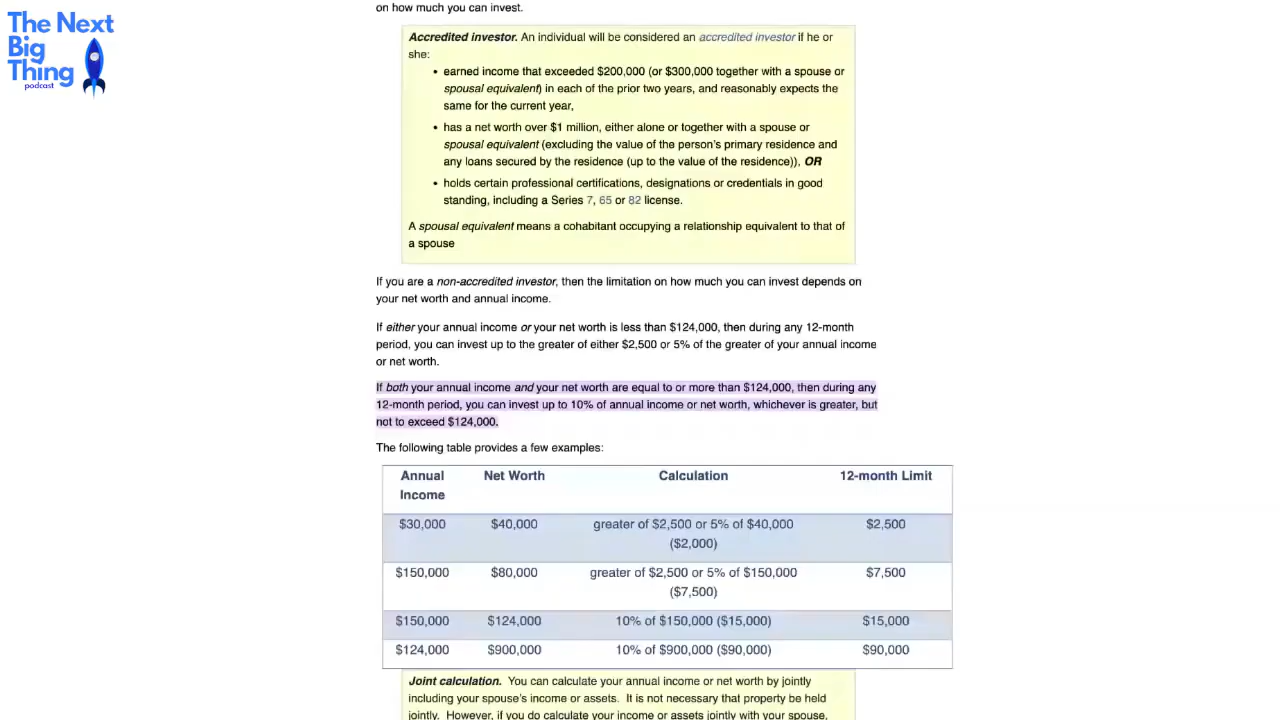 The Next
Big
Thing
podcast
on how much you can invest.
Accredited investor. An individual will be considered an accredited investor if he or
she:
• earned income that exceeded $200,000 (or $300,000 together with a spouse or
spousal equivalent) in each of the prior two years, and reasonably expects the
same for the current year,
• has a net worth over $1 million, either alone or together with a spouse or
spousal equivalent (excluding the value of the person's primary residence and
any loans secured by the residence (up to the value of the residence)), OR
• holds certain professional certifications, designations or credentials in good
standing, including a Series 7, 65 or 82 license.
A spousal equivalent means a cohabitant occupying a relationship equivalent to that of
a spouse
If you are a non-accredited investor, then the limitation on how much you can invest depends on
your net worth and annual income.
If either your annual income or your net worth is less than $124,000, then during any 12-month
period, you can invest up to the greater of either $2,500 or 5% of the greater of your annual income
or net worth.
If both your annual income and your net worth are equal to or more than $124,000, then during any
12-month period, you can invest up to 10% of annual income or net worth, whichever is greater, but
not to exceed $124,000.
The following table provides a few examples:
Annual Income Net Worth Calculation 12-month Limit
$30,000 $40,000 greater of $2,500 or 5% of $40,000 ($2,000) $2,500
$150,000 $80,000 greater of $2,500 or 5% of $150,000 ($7,500) $7,500
$150,000 $124,000 10% of $150,000 ($15,000) $15,000
$124,000 $900,000 10% of $900,000 ($90,000) $90,000
Joint calculation. You can calculate your annual income or net worth by jointly
including your spouse's income or assets. It is not necessary that property be held
jointly. However, if you do calculate your income or assets jointly with your spouse,